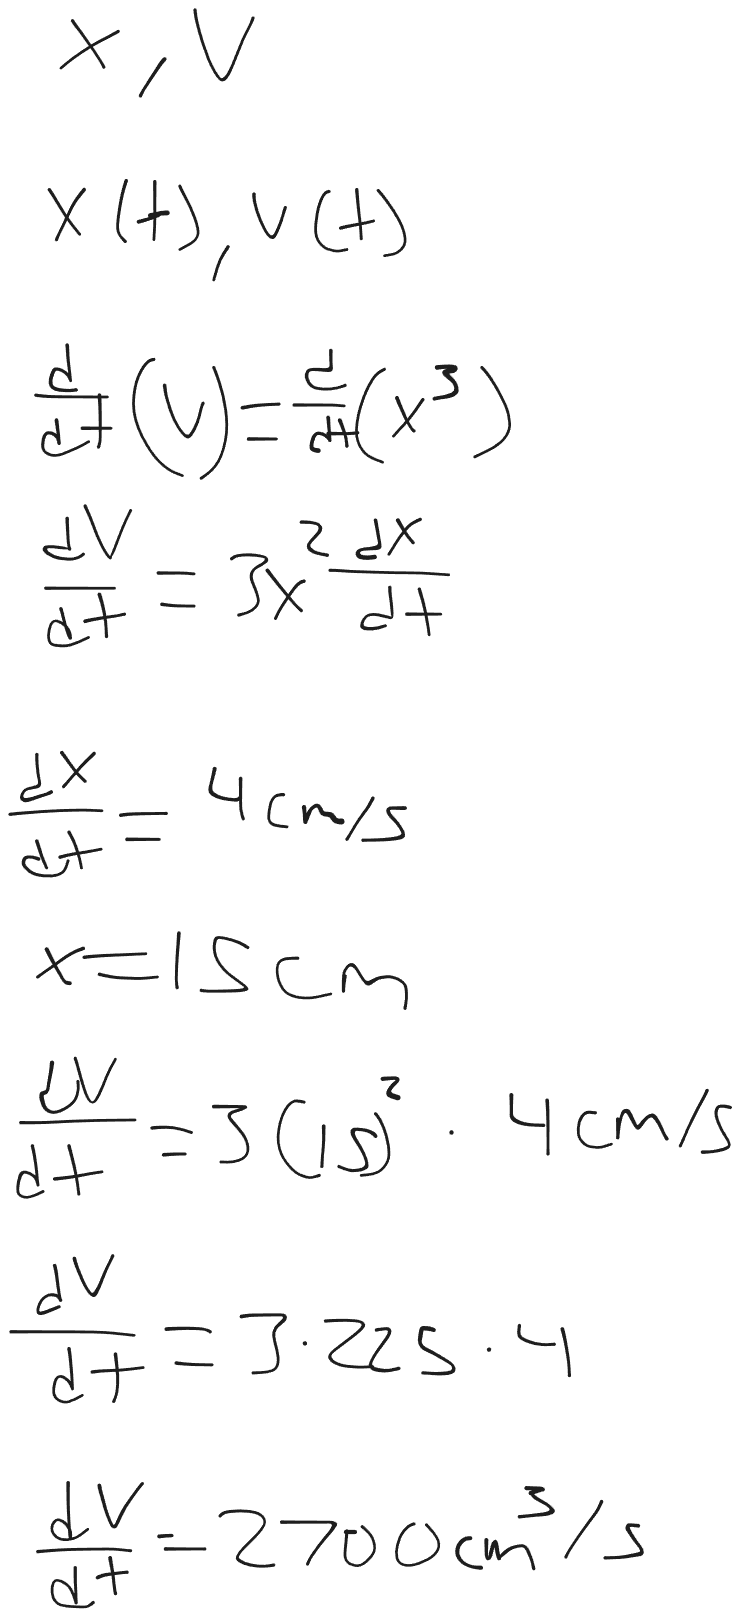 x, V
x(t), v(t)
d/dt (V) = d/dt (x³)
dV/dt = 3x² dx/dt
dx/dt = 4 cm/s
x = 15 cm
dV/dt = 3(15)² · 4 cm/s
dV/dt = 3·225·4
dV/dt = 2700 cm³/s